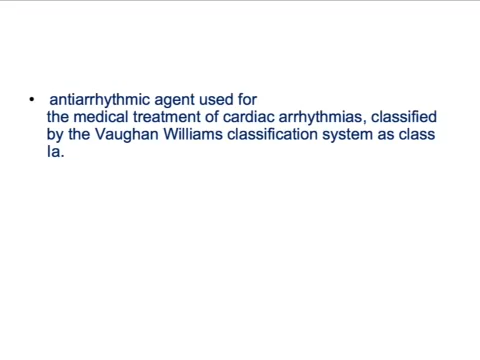 • antiarrhythmic agent used for
the medical treatment of cardiac arrhythmias, classified
by the Vaughan Williams classification system as class
Ia.